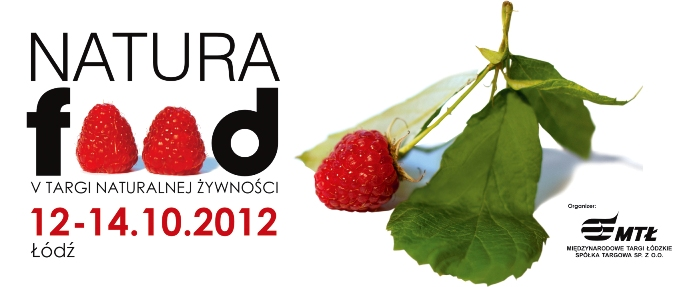 NATURA
food
V TARGI NATURALNEJ ŻYWNOŚCI
12-14.10.2012
Łódź
Organizer:
MTŁ
MIĘDZYNARODOWE TARGI ŁÓDZKIE
SPÓŁKA TARGOWA SP. Z O.O.